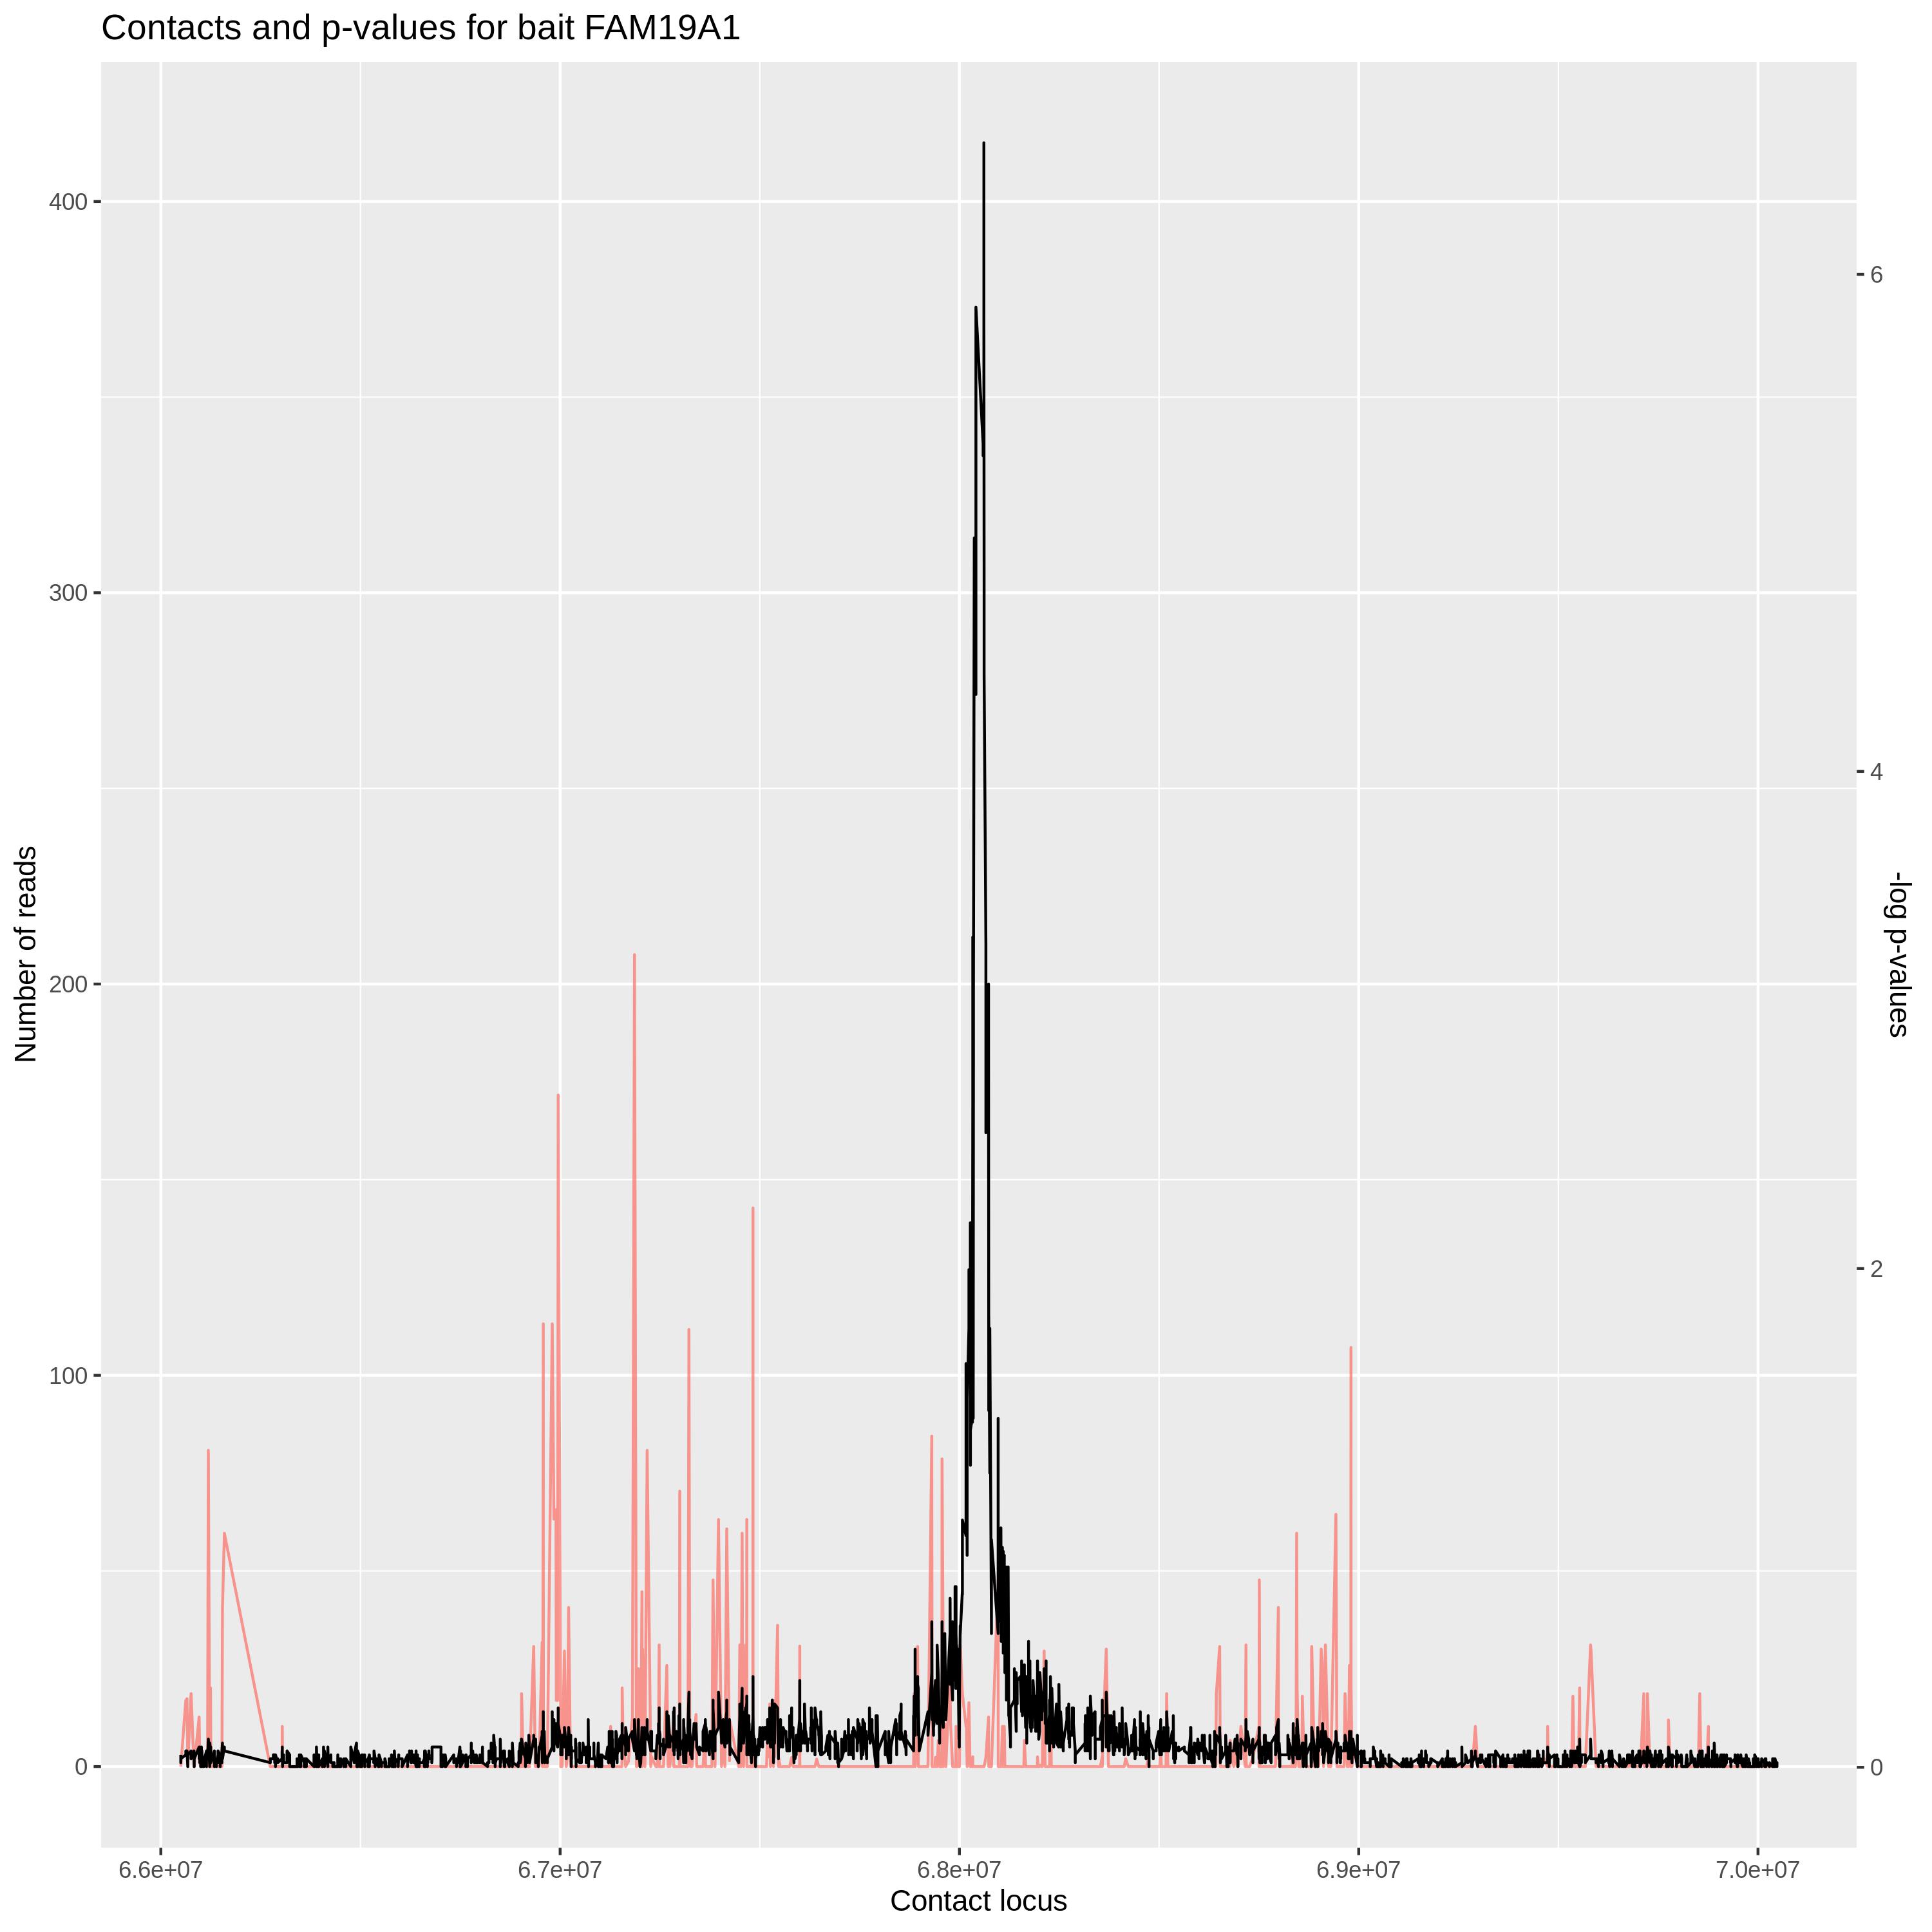 Contacts and p-values for bait FAM19A1
400
300
200
100
0
Number of reads
6
4
2
0
-log p-values
6.6e+07
6.7e+07
6.8e+07
6.9e+07
7.0e+07
Contact locus